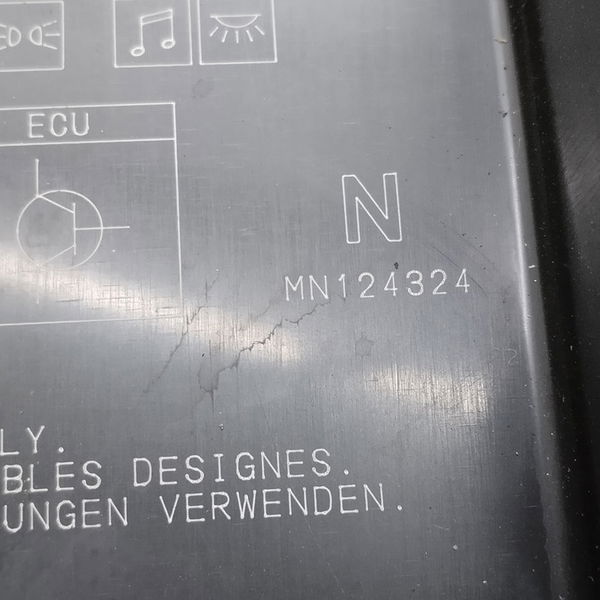 ECU
N
MN124324
LY.
BLES DESIGNES.
UNGEN VERWENDEN.